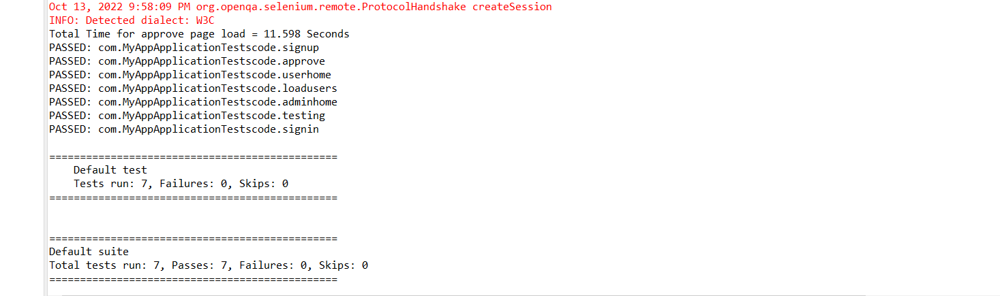 Oct 13, 2022 9:58:09 PM org.openqa.selenium.remote.ProtocolHandshake createSession
INFO: Detected dialect: W3C
Total Time for approve page load = 11.598 Seconds
PASSED: com.MyAppApplicationTestscode.signup
PASSED: com.MyAppApplicationTestscode.approve
PASSED: com.MyAppApplicationTestscode.userhome
PASSED: com.MyAppApplicationTestscode.loadusers
PASSED: com.MyAppApplicationTestscode.adminhome
PASSED: com.MyAppApplicationTestscode.testing
PASSED: com.MyAppApplicationTestscode.signin
===============================================
Default test
Tests run: 7, Failures: 0, Skips: 0
===============================================
===============================================
Default suite
Total tests run: 7, Passes: 7, Failures: 0, Skips: 0
===============================================